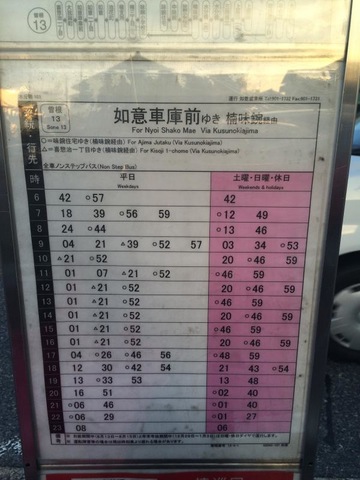 曽根
13
曽根
13
Sone 13
如意車庫前ゆき 楠味鋺経由
For Nyoi Shako Mae Via Kusunokiajima
○=味鋺住宅ゆき(楠味鋺経由) For Ajima Jutaku (Via Kusunokiajima)
△=喜惣治一丁目ゆき(楠味鋺経由) For Kisoji 1-chome (Via Kusunokiajima)
全車ノンステップバス(Non Step Bus)
行先
時 平日 土曜・日曜・休日
Weekdays Weekends & holidays
6 42 ○57 42
7 18 39 ○56 59 ○12 49
8 24 ○44 ○13 46
9 04 21 △39 ○52 57 03 34 ○53
10 △21 ○52 20 ○46 59
11 01 07 △21 ○52 ○46 59
12 01 △21 ○52 20 ○46 59
13 01 △21 ○52 ○46 59
14 01 △21 ○52 20 ○46 59
15 01 △21 ○52 ○46 59
16 01 △21 ○52 20 ○46 59
17 04 ○26 ○46 56 ○48 59
18 12 30 ○42 54 21 43 ○54
19 13 ○33 53 13 48
20 16 51 ○02 40
21 ○06 46 ○01 40
22 ○06 29 ○01 27
23 08 06